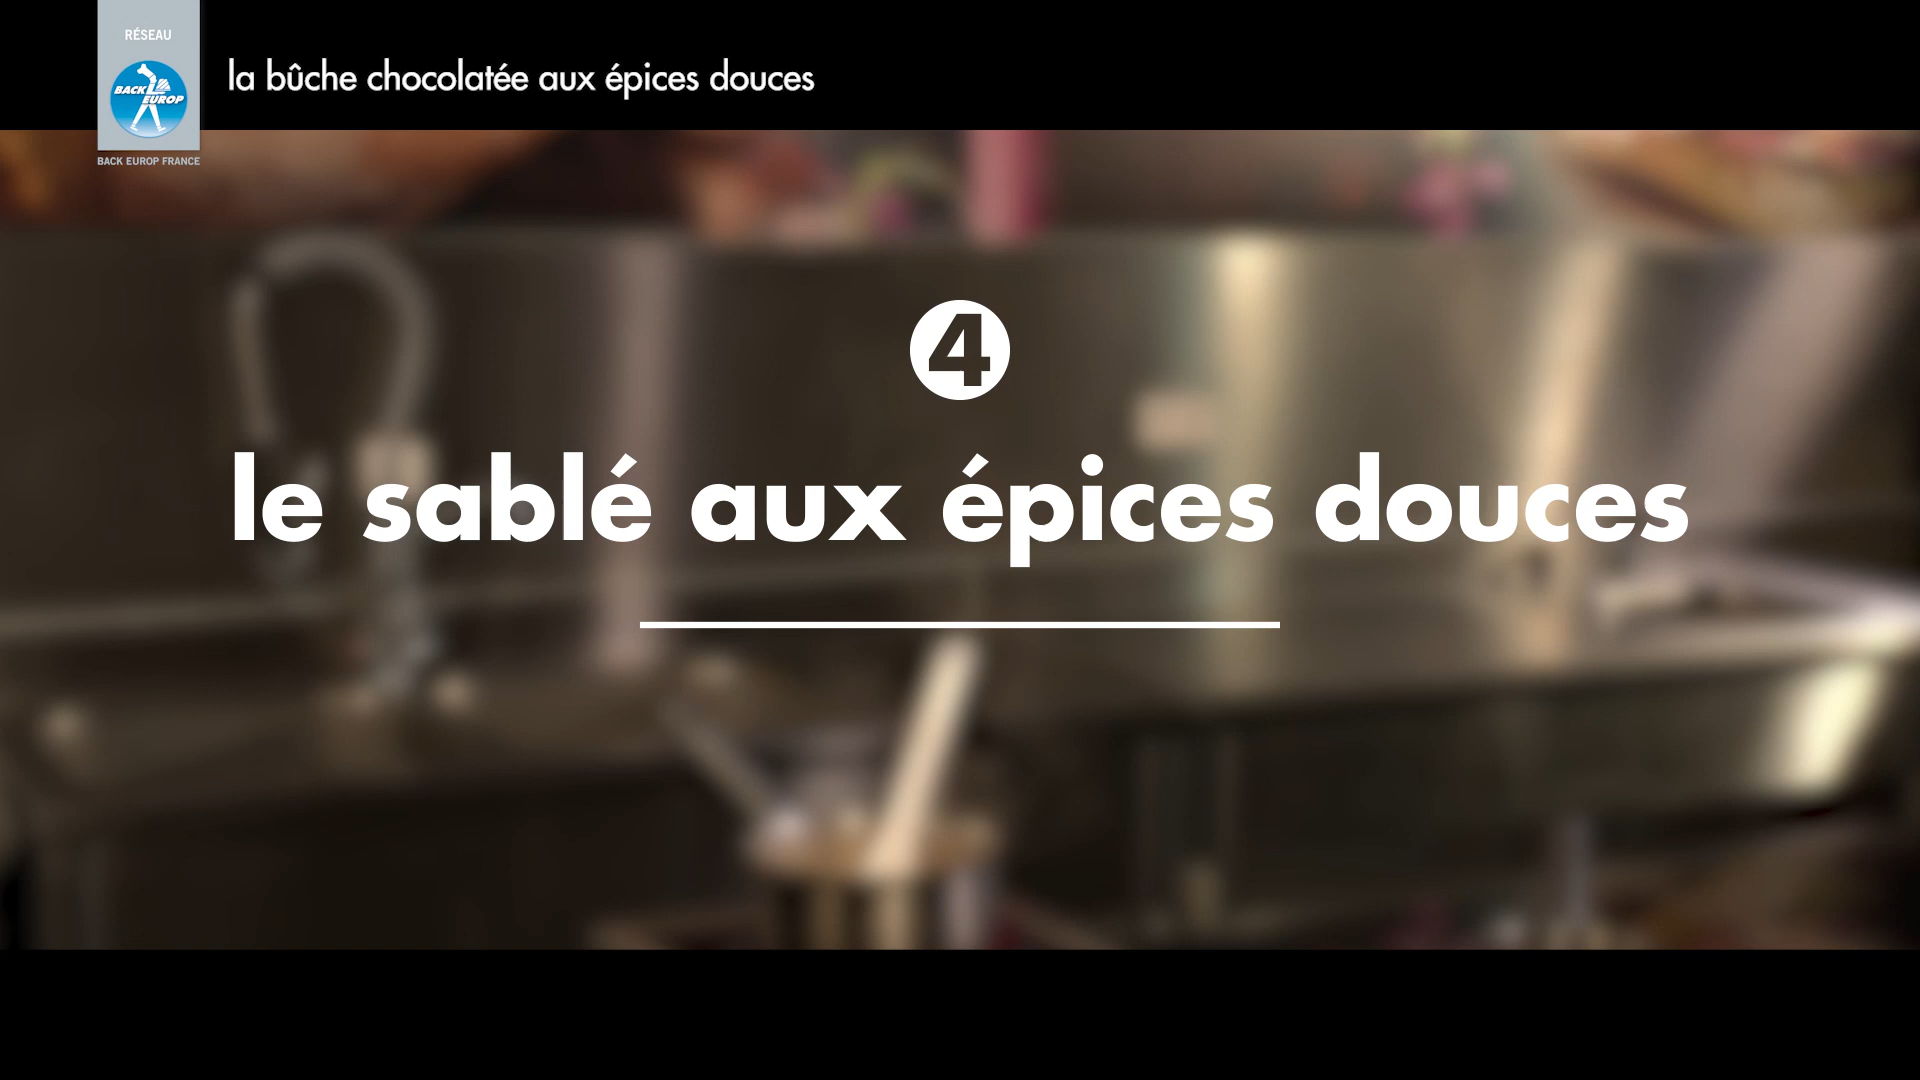 RÉSEAU
BACK EUROP
BACK EUROP FRANCE
la bûche chocolatée aux épices douces
4
le sablé aux épices douces